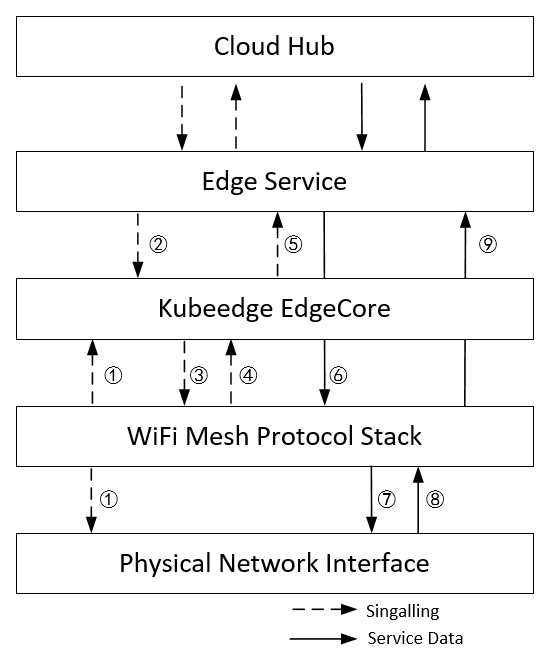 Cloud Hub
Edge Service
② ⑤ ⑨
Kubeedge EdgeCore
① ③ ④ ⑥
WiFi Mesh Protocol Stack
① ⑦ ⑧
Physical Network Interface
Singalling
Service Data